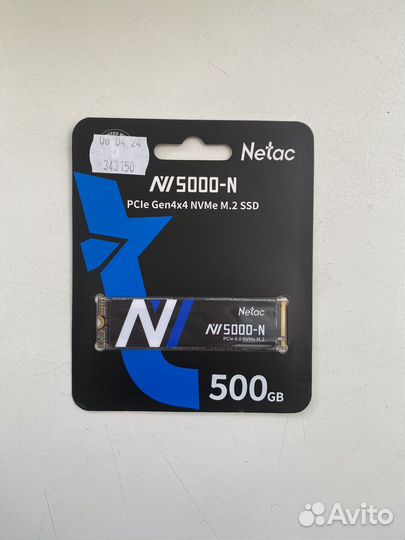 08 04 24
343150
Netac
NV5000-N
PCIe Gen4x4 NVMe M.2 SSD
Netac
NV5000-N
PCIe 4.0 NVMe M.2
500GB
Avito